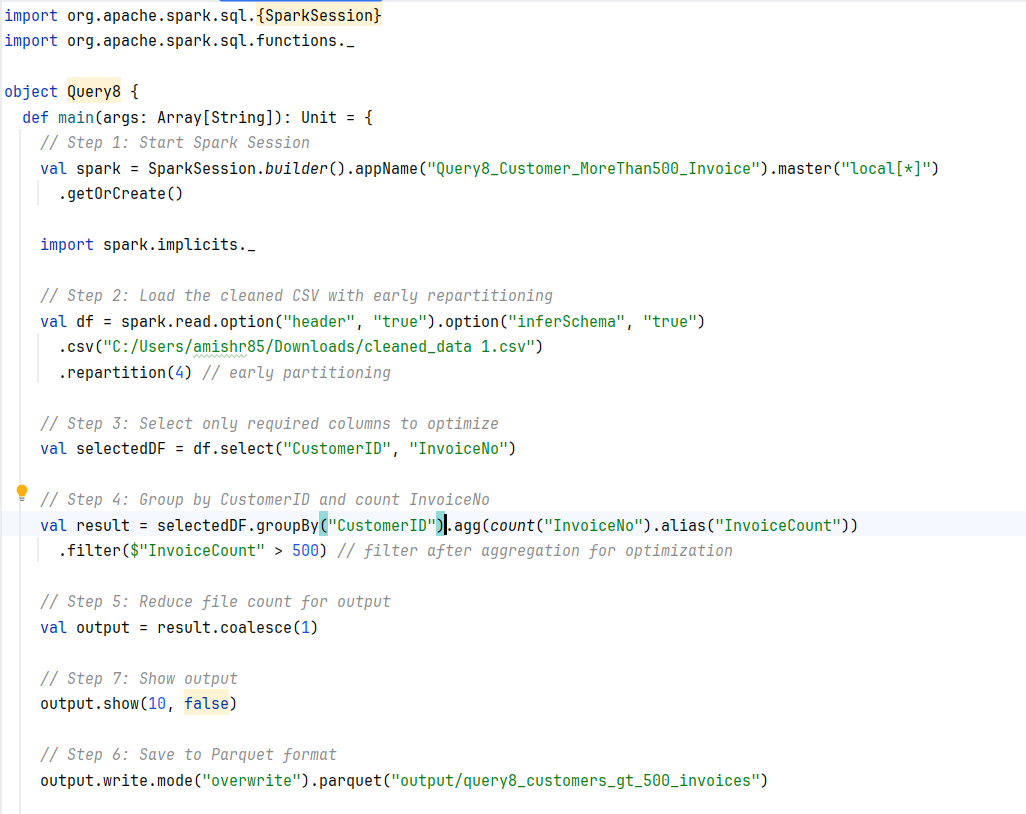 import org.apache.spark.sql.{SparkSession}
import org.apache.spark.sql.functions._
object Query8 {
def main(args: Array[String]): Unit = {
// Step 1: Start Spark Session
val spark = SparkSession.builder().appName("Query8_Customer_MoreThan500_Invoice").master("local[*]")
.getOrCreate()
import spark.implicits._
// Step 2: Load the cleaned CSV with early repartitioning
val df = spark.read.option("header", "true").option("inferSchema", "true")
.csv("C:/Users/amishr85/Downloads/cleaned_data 1.csv")
.repartition(4) // early partitioning
// Step 3: Select only required columns to optimize
val selectedDF = df.select("CustomerID", "InvoiceNo")
// Step 4: Group by CustomerID and count InvoiceNo
val result = selectedDF.groupBy("CustomerID").agg(count("InvoiceNo").alias("InvoiceCount"))
.filter($"InvoiceCount" > 500) // filter after aggregation for optimization
// Step 5: Reduce file count for output
val output = result.coalesce(1)
// Step 7: Show output
output.show(10, false)
// Step 6: Save to Parquet format
output.write.mode("overwrite").parquet("output/query8_customers_gt_500_invoices")